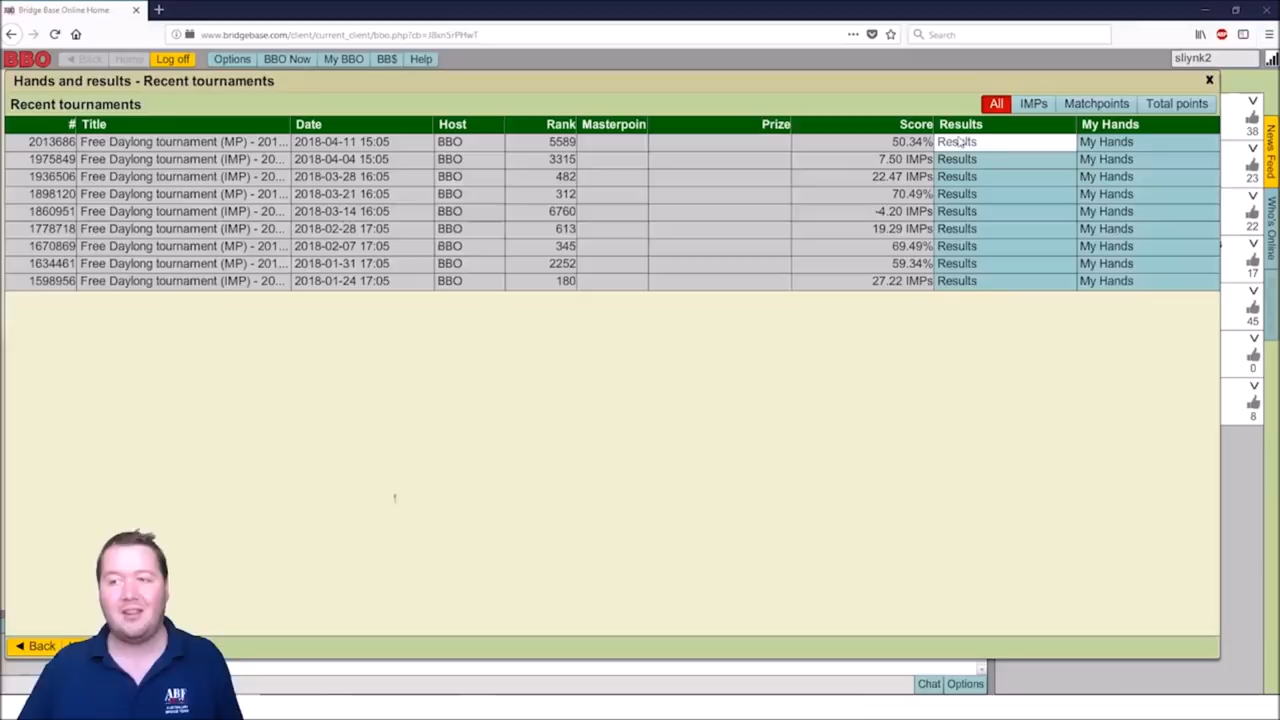 Bridge Base Online Home
www.bridgebase.com/client/current_client/bbo.php?cb=J8xn5rPHwT
Search
BBO Back Home Log off Options BBO Now My BBO BB$ Help sliynk2
Hands and results - Recent tournaments x
Recent tournaments All IMPs Matchpoints Total points
# Title Date Host Rank Masterpoin Prize Score Results My Hands
2013686 Free Daylong tournament (MP) - 201... 2018-04-11 15:05 BBO 5589 50.34% Results My Hands
1975849 Free Daylong tournament (IMP) - 20... 2018-04-04 15:05 BBO 3315 7.50 IMPs Results My Hands
1936506 Free Daylong tournament (IMP) - 20... 2018-03-28 16:05 BBO 482 22.47 IMPs Results My Hands
1898120 Free Daylong tournament (MP) - 201... 2018-03-21 16:05 BBO 312 70.49% Results My Hands
1860951 Free Daylong tournament (IMP) - 20... 2018-03-14 16:05 BBO 6760 -4.20 IMPs Results My Hands
1778718 Free Daylong tournament (IMP) - 20... 2018-02-28 17:05 BBO 613 19.29 IMPs Results My Hands
1670869 Free Daylong tournament (MP) - 201... 2018-02-07 17:05 BBO 345 69.49% Results My Hands
1634461 Free Daylong tournament (MP) - 201... 2018-01-31 17:05 BBO 2252 59.34% Results My Hands
1598956 Free Daylong tournament (IMP) - 20... 2018-01-24 17:05 BBO 180 27.22 IMPs Results My Hands
38
23
22
17
45
0
8
News Feed
Who's Online
Back
Chat Options
ABF
AUSTRALIAN
BRIDGE TEAM